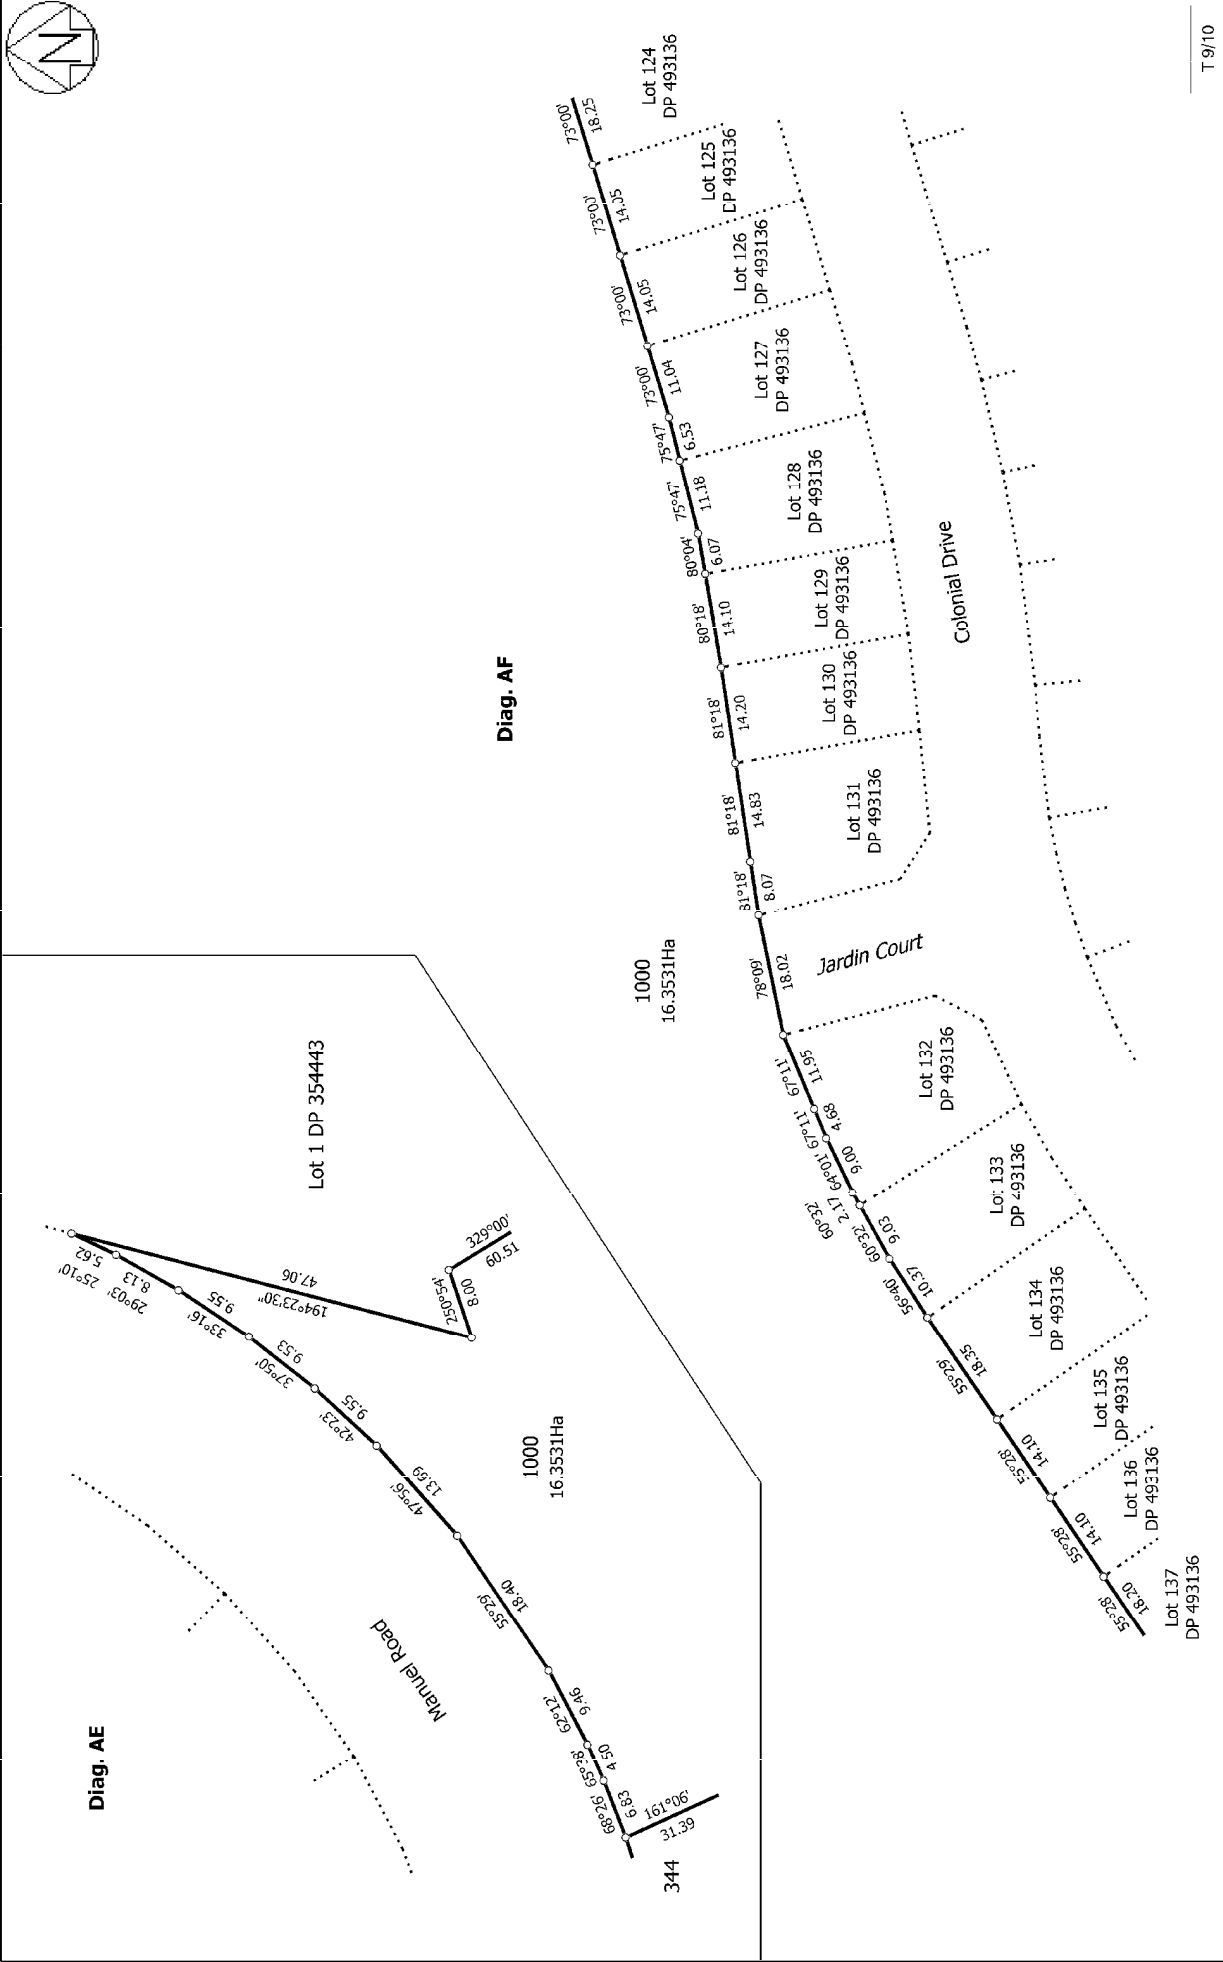 N
Diag. AE
Manuel Road
344
31.39
161°06'
68°26'
6.83
65°38'
4.50
62°12'
9.46
55°29'
18.40
47°56'
13.69
42°23'
9.55
37°50'
9.53
33°16'
9.55
29°03'
8.13
25°10'
5.62
194°23'30"
47.06
250°54'
8.00
329°00'
60.51
Lot 1 DP 354443
1000
16.3531Ha
Diag. AF
1000
16.3531Ha
55°28'
18.20
55°28'
14.10
55°28'
14.10
55°29'
18.35
56°40'
10.37
60°32'
9.03
60°32'
2.17
64°01'
9.00
67°11'
4.68
67°11'
11.95
78°09'
18.02
81°18'
8.07
81°18'
14.83
81°18'
14.20
80°18'
14.10
80°04'
6.07
75°47'
11.18
75°47'
6.53
73°00'
11.04
73°00'
14.05
73°00'
14.05
73°00'
18.25
Lot 137
DP 493136
Lot 136
DP 493136
Lot 135
DP 493136
Lot 134
DP 493136
Lot 133
DP 493136
Lot 132
DP 493136
Jardin Court
Lot 131
DP 493136
Lot 130
DP 493136
Lot 129
DP 493136
Lot 128
DP 493136
Lot 127
DP 493136
Lot 126
DP 493136
Lot 125
DP 493136
Lot 124
DP 493136
Colonial Drive
T 9/10